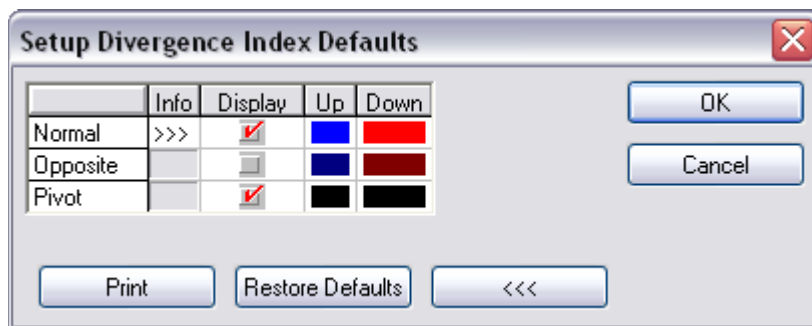 Setup Divergence Index Defaults
Info Display Up Down
Normal >>>
Opposite
Pivot
OK
Cancel
Print Restore Defaults <<<